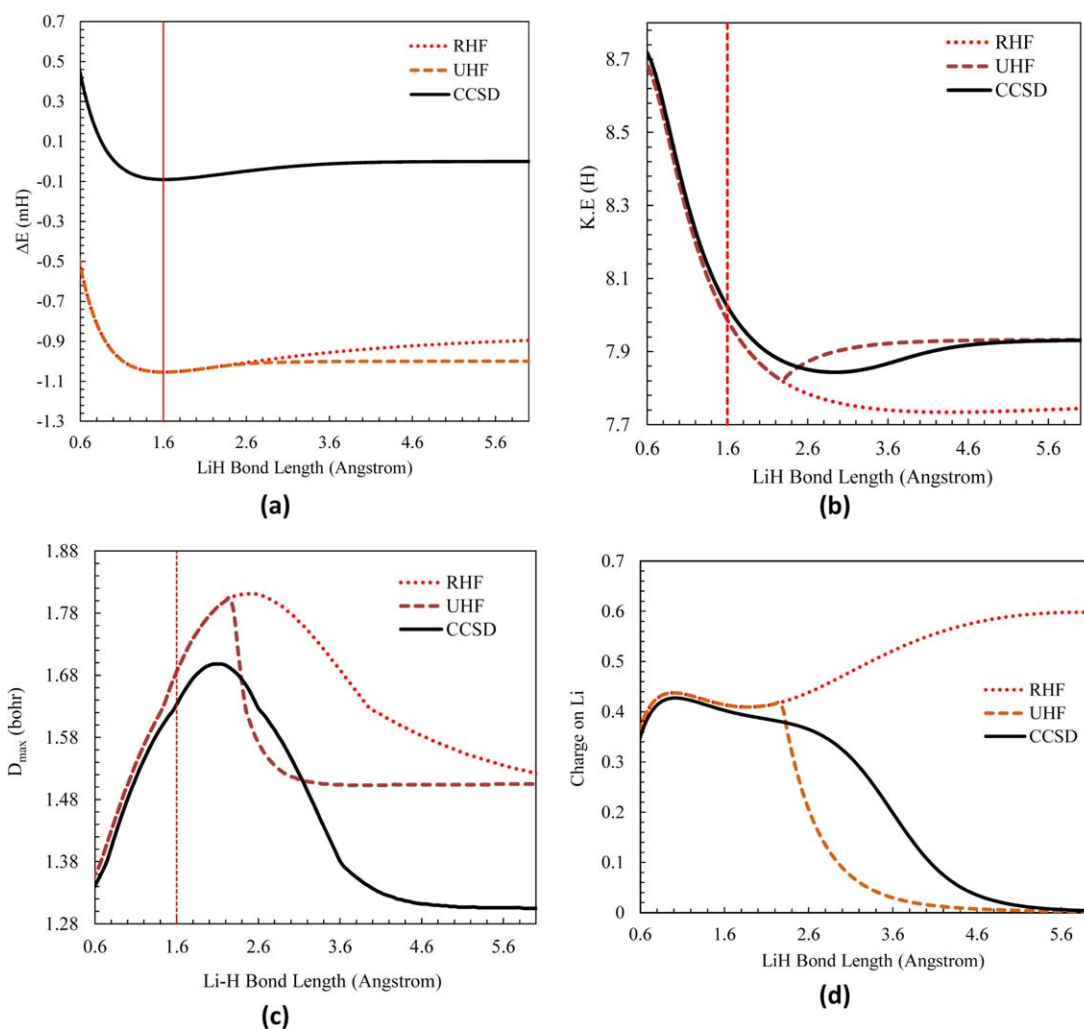 0.7
0.5
0.3
0.1
-0.1
-0.3
-0.5
-0.7
-0.9
-1.1
-1.3
ΔE (mH)
0.6 1.6 2.6 3.6 4.6 5.6
LiH Bond Length (Angstrom)
RHF
UHF
CCSD
(a)
8.7
8.5
8.3
8.1
7.9
7.7
K.E (H)
0.6 1.6 2.6 3.6 4.6 5.6
LiH Bond Length (Angstrom)
RHF
UHF
CCSD
(b)
1.88
1.78
1.68
1.58
1.48
1.38
1.28
Dmax (bohr)
0.6 1.6 2.6 3.6 4.6 5.6
Li-H Bond Length (Angstrom)
RHF
UHF
CCSD
(c)
0.7
0.6
0.5
0.4
0.3
0.2
0.1
0
Charge on Li
0.6 1.6 2.6 3.6 4.6 5.6
LiH Bond Length (Angstrom)
RHF
UHF
CCSD
(d)